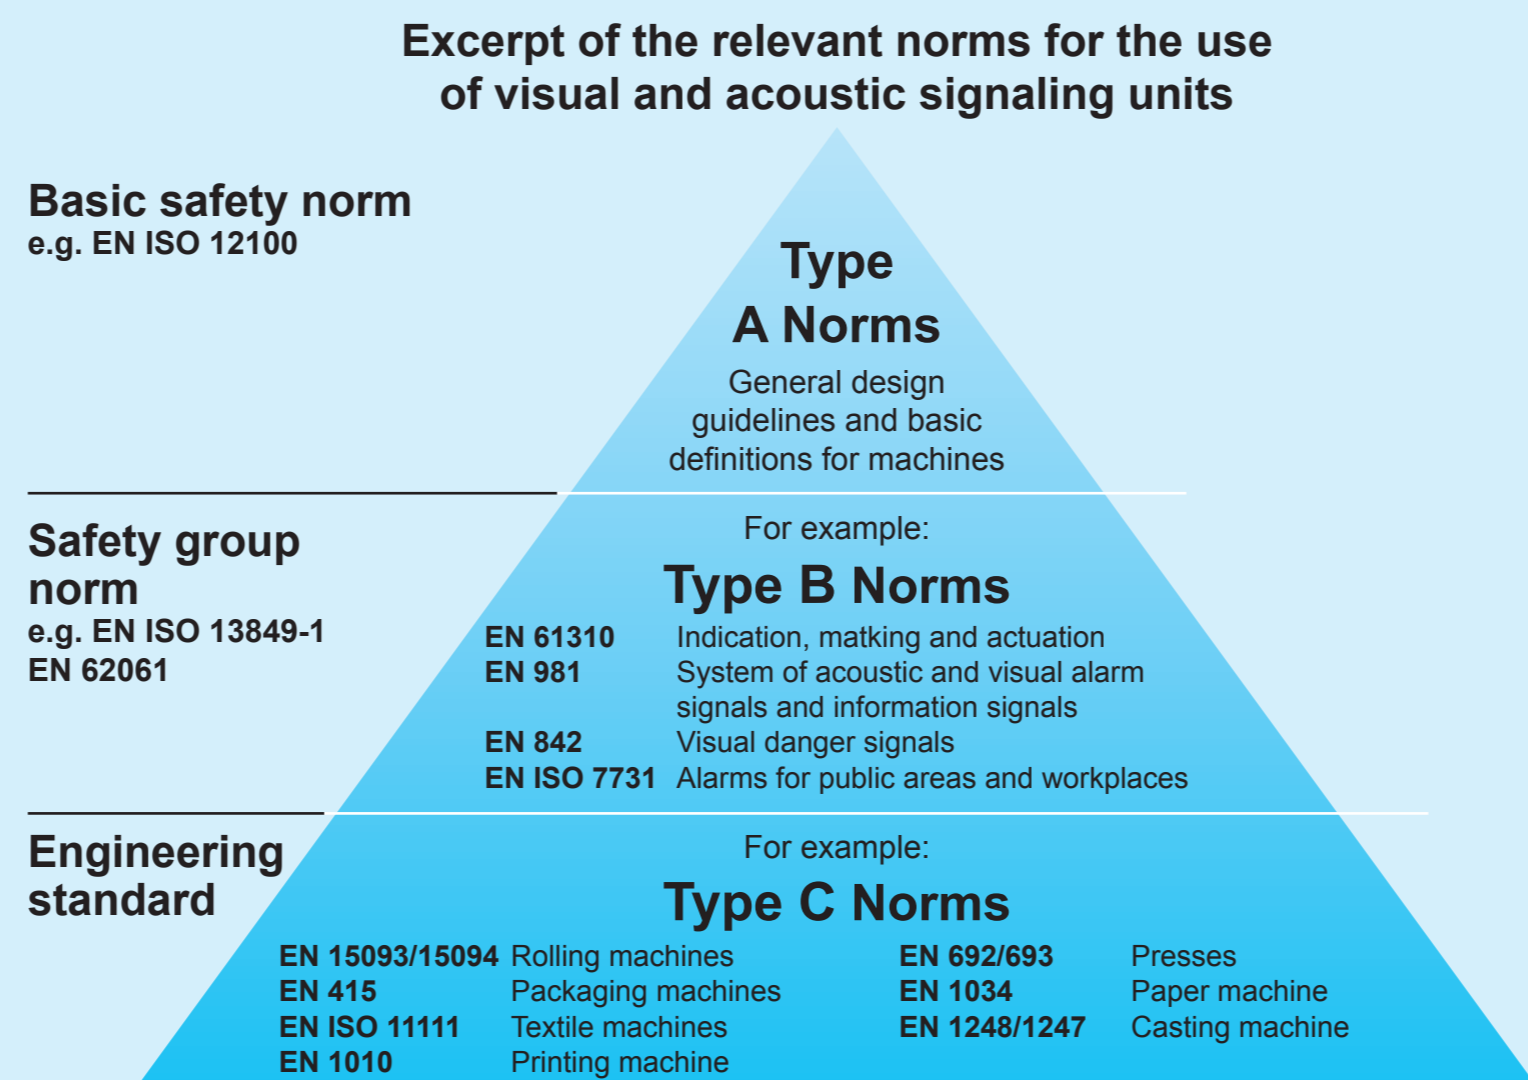 Excerpt of the relevant norms for the use
of visual and acoustic signaling units
Basic safety norm
e.g. EN ISO 12100
Type
A Norms
General design
guidelines and basic
definitions for machines
Safety group
norm
e.g. EN ISO 13849-1
EN 62061
For example:
Type B Norms
EN 61310 Indication, matking and actuation
EN 981 System of acoustic and visual alarm
signals and information signals
EN 842 Visual danger signals
EN ISO 7731 Alarms for public areas and workplaces
Engineering
standard
For example:
Type C Norms
EN 15093/15094 Rolling machines
EN 415 Packaging machines
EN ISO 11111 Textile machines
EN 1010 Printing machine
EN 692/693 Presses
EN 1034 Paper machine
EN 1248/1247 Casting machine